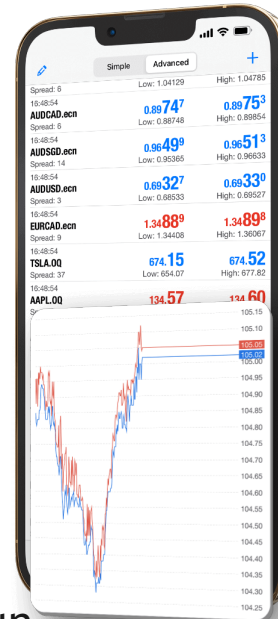 Simple Advanced
Spread: 6 Low: 1.04129 High: 1.04785
16:48:54
AUDCAD.ecn 0.89747 0.89753
Spread: 6 Low: 0.88748 High: 0.89854
16:48:54
AUDSGD.ecn 0.96499 0.96513
Spread: 14 Low: 0.95365 High: 0.96633
16:48:54
AUDUSD.ecn 0.69327 0.69330
Spread: 3 Low: 0.68533 High: 0.69527
16:48:54
EURCAD.ecn 1.34889 1.34898
Spread: 9 Low: 1.34408 High: 1.36067
16:48:54
TSLA.OQ 674.15 674.52
Spread: 37 Low: 654.07 High: 677.82
16:48:54
AAPL.OQ 134.57 134.60
105.15
105.10
105.05
105.02
105.00
104.95
104.90
104.85
104.80
104.75
104.70
104.65
104.60
104.55
104.50
104.45
104.40
104.35
104.30
104.25